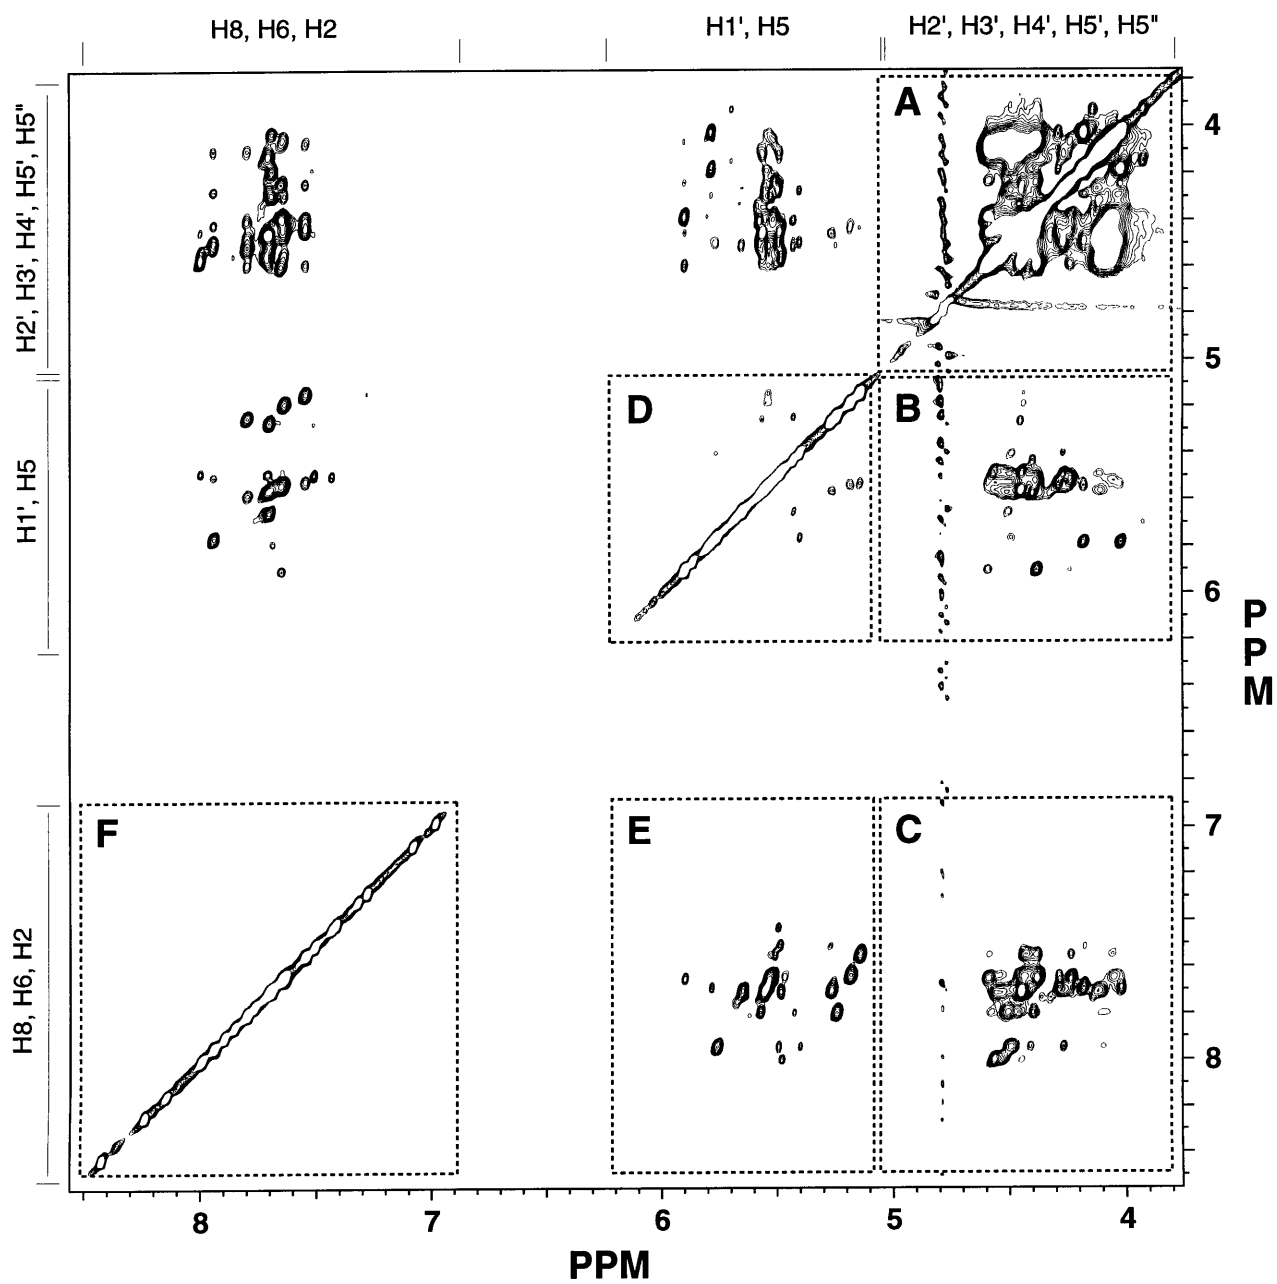 H8, H6, H2
H1', H5
H2', H3', H4', H5', H5"
H2', H3', H4', H5', H5"
H1', H5
H8, H6, H2
A
D
B
F
E
C
4
5
6
7
8
P
P
M
8
7
6
5
4
PPM